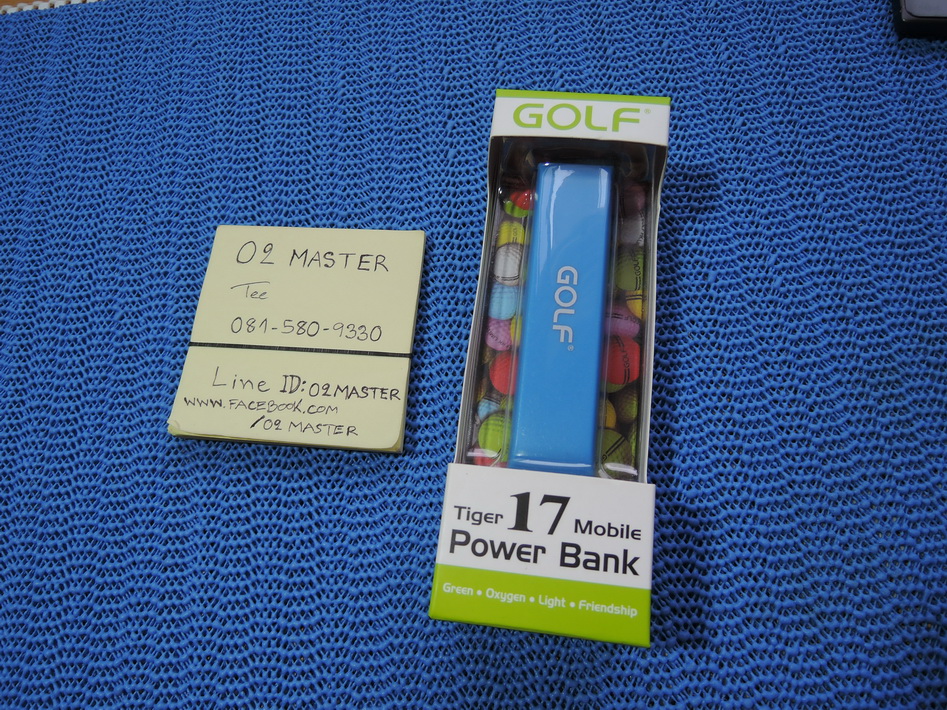 O2 MASTER
Tee
081-580-9330
Line ID: O2MASTER
WWW.FACEBOOK.COM
/O2 MASTER
GOLF®
GOLF®
Tiger 17 Mobile
Power Bank
Green • Oxygen • Light • Friendship